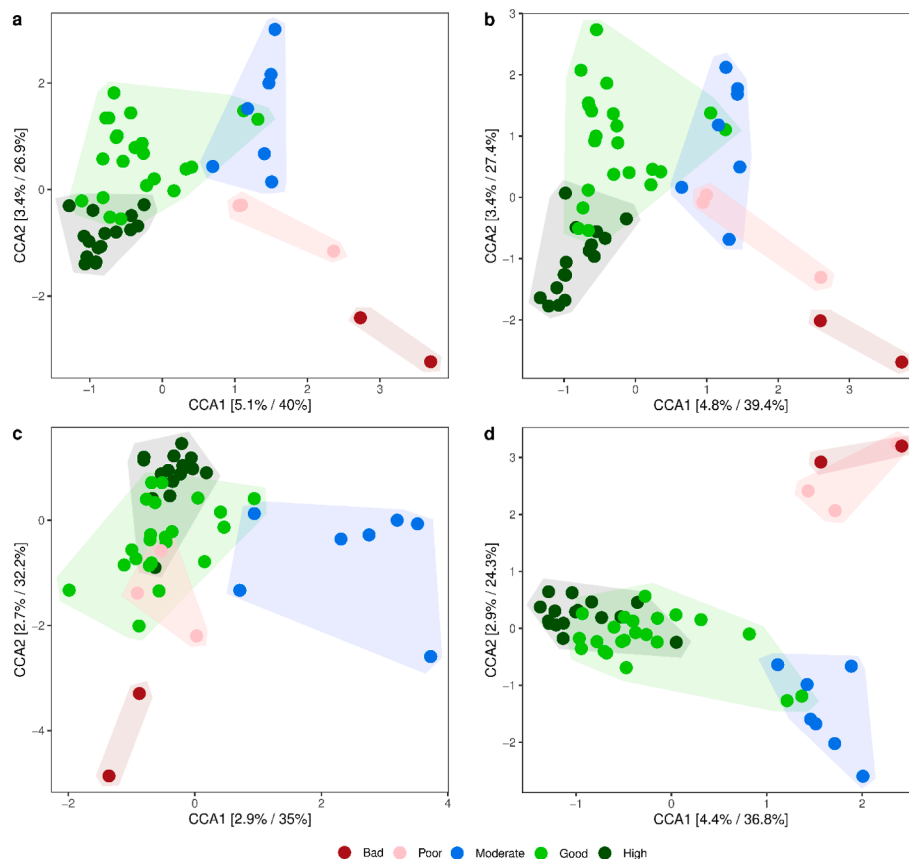 a
b
2
0
−2
CCA2 [3.4% / 26.9%]
−1
0
1
2
3
CCA1 [5.1% / 40%]
3
2
1
0
−1
−2
CCA2 [3.4% / 27.4%]
−1
0
1
2
3
CCA1 [4.8% / 39.4%]
c
d
0
−2
−4
CCA2 [2.7% / 32.2%]
−2
0
2
4
CCA1 [2.9% / 35%]
3
2
1
0
−1
−2
CCA2 [2.9% / 24.3%]
−1
0
1
2
CCA1 [4.4% / 36.8%]
Bad Poor Moderate Good High